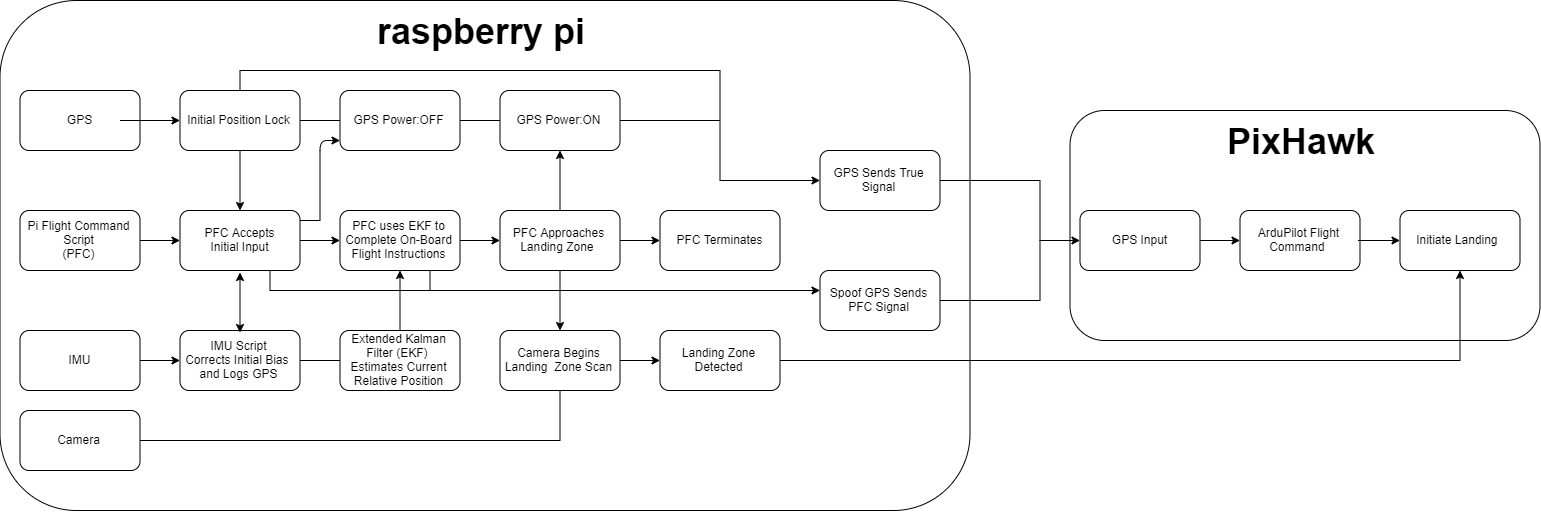 raspberry pi
GPS
Initial Position Lock
GPS Power:OFF
GPS Power:ON
GPS Sends True
Signal
Pi Flight Command
Script
(PFC)
PFC Accepts
Initial Input
PFC uses EKF to
Complete On-Board
Flight Instructions
PFC Approaches
Landing Zone
PFC Terminates
Spoof GPS Sends
PFC Signal
IMU
IMU Script
Corrects Initial Bias
and Logs GPS
Extended Kalman
Filter (EKF)
Estimates Current
Relative Position
Camera Begins
Landing Zone Scan
Landing Zone
Detected
Camera
PixHawk
GPS Input
ArduPilot Flight
Command
Initiate Landing